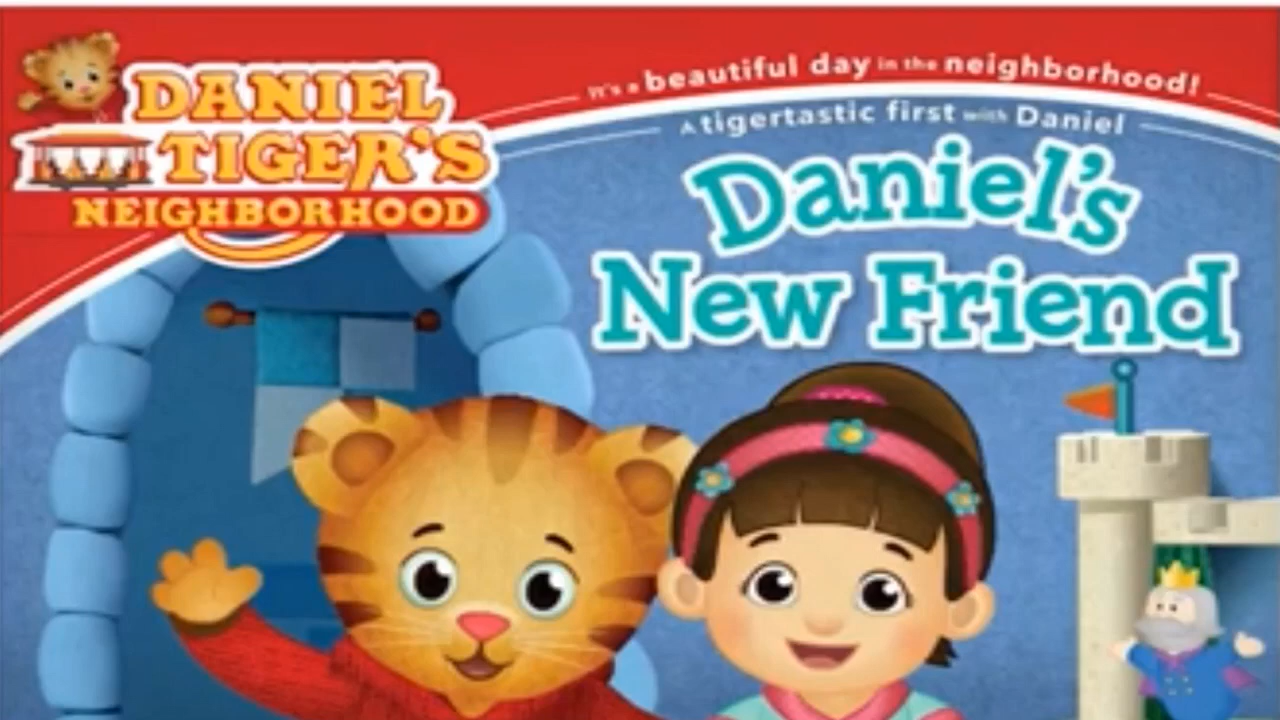 DANIEL
TIGER'S
NEIGHBORHOOD
It's a beautiful day in the neighborhood!
A tigertastic first with Daniel
Daniel's
New Friend